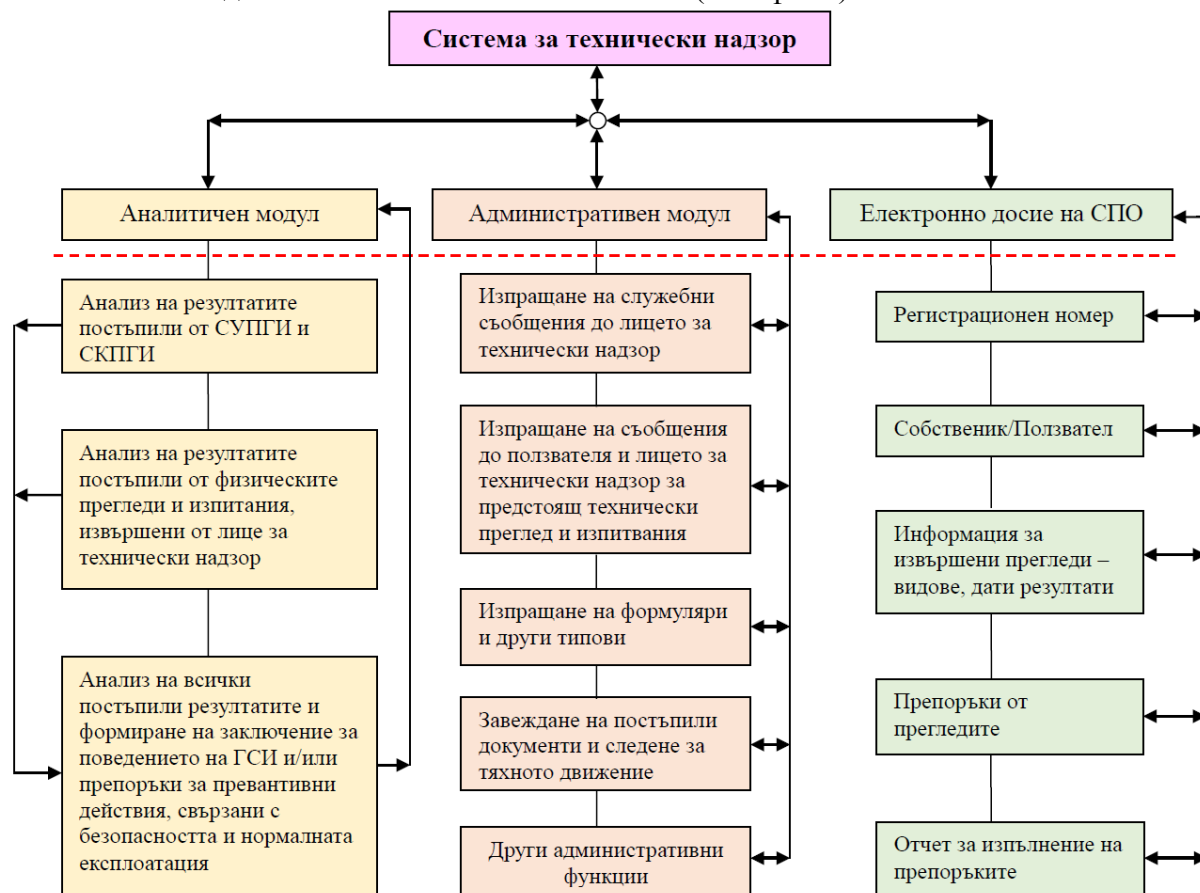 Система за технически надзор
Аналитичен модул
Анализ на резултатите
постъпили от СУПГИ и
СКПГИ
Анализ на резултатите
постъпили от физическите
прегледи и изпитания,
извършени от лице за
технически надзор
Анализ на всички
постъпили резултатите и
формиране на заключение за
поведението на ГСИ и/или
препоръки за превантивни
действия, свързани с
безопасността и нормалната
експлоатация
Административен модул
Изпращане на служебни
съобщения до лицето за
технически надзор
Изпращане на съобщения
до ползвателя и лицето за
технически надзор за
предстоящ технически
преглед и изпитвания
Изпращане на формуляри
и други типови
Завеждане на постъпили
документи и следене за
тяхното движение
Други административни
функции
Електронно досие на СПО
Регистрационен номер
Собственик/Ползвател
Информация за
извършени прегледи –
видове, дати резултати
Препоръки от
прегледите
Отчет за изпълнение на
препоръките